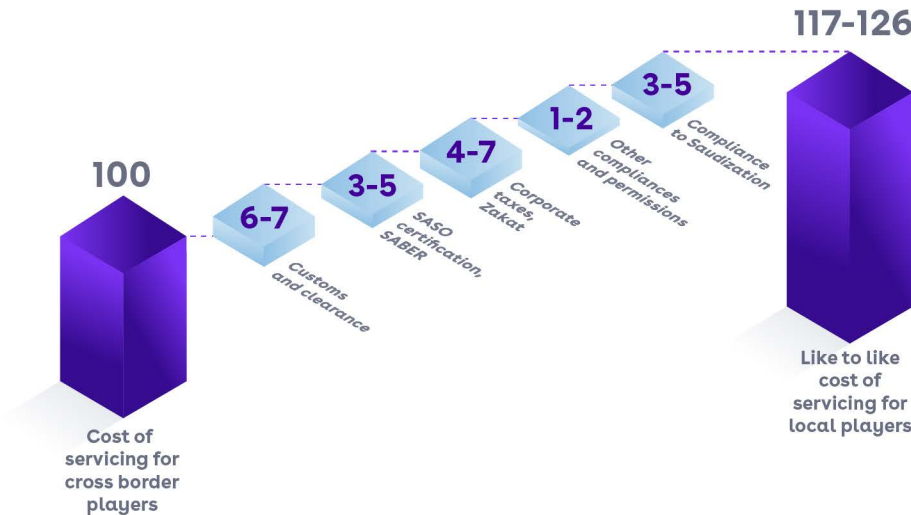 100
Cost of
servicing for
cross border
players
6-7
Customs
and clearance
3-5
SASO
certification,
SABER
4-7
Corporate
taxes,
Zakat
1-2
Other
compliances
and permissions
3-5
Compliance
to Saudization
117-126
Like to like
cost of
servicing for
local players